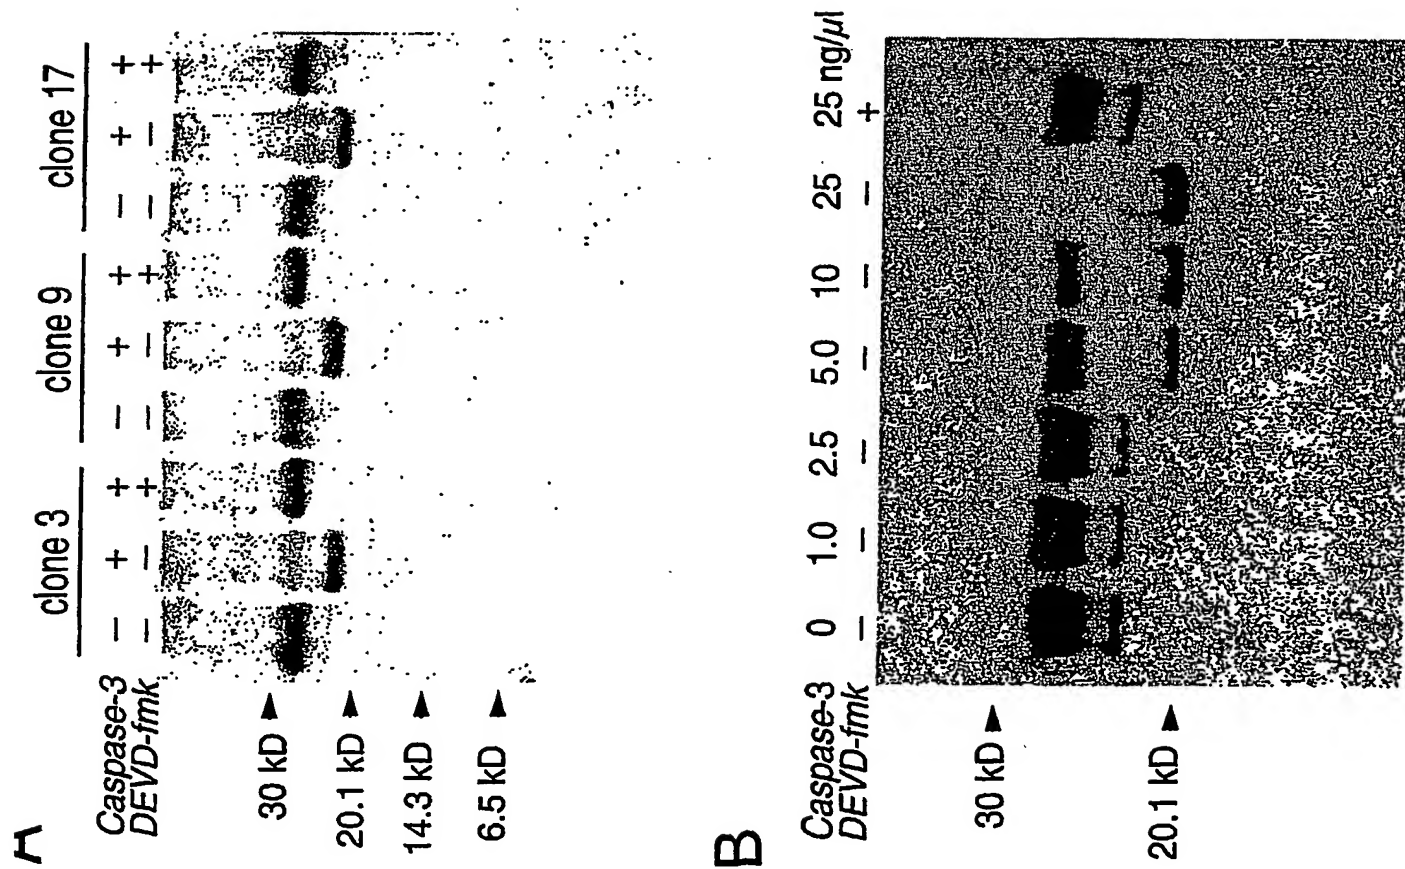 A
clone 3 clone 9 clone 17
Caspase-3 − + + − + + − + +
DEVD-fmk − − + − − + − − +
30 kD
20.1 kD
14.3 kD
6.5 kD
B
Caspase-3 0 1.0 2.5 5.0 10 25 25 ng/µl
DEVD-fmk − − − − − − +
30 kD
20.1 kD